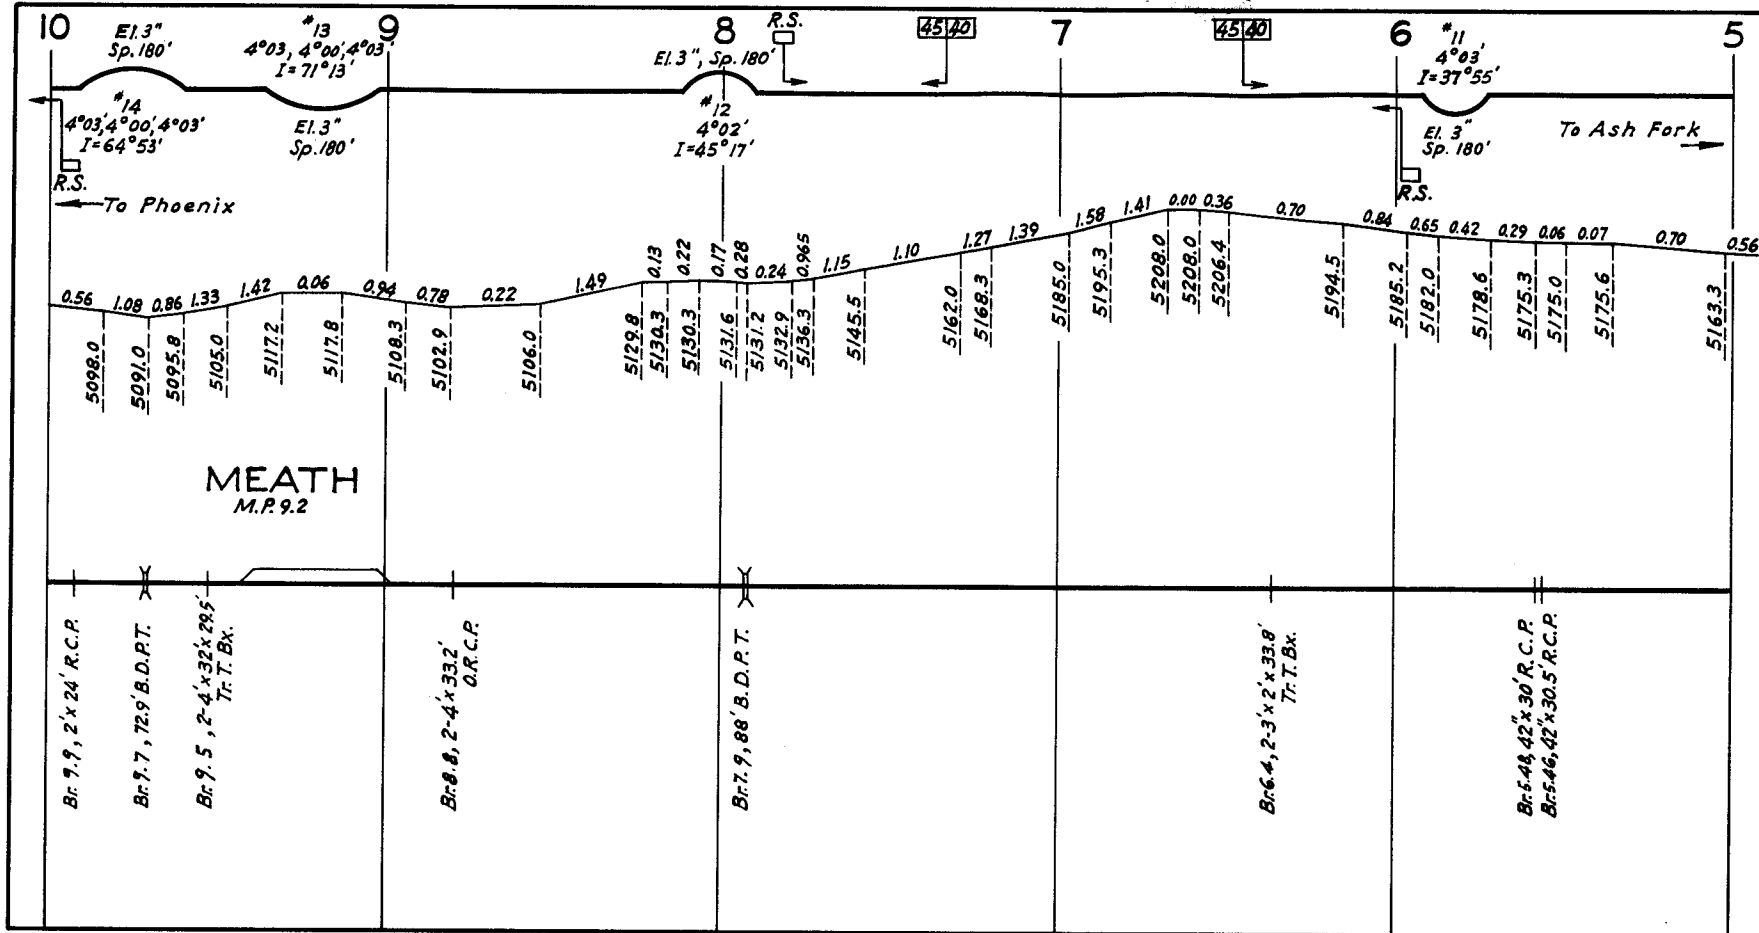 10
9
8
7
6
5
El. 3"
Sp. 180'
#13
4°03, 4°00', 4°03'
I=71°13'
R.S.
45 40
45 40
El. 3", Sp. 180'
#11
4°03'
I=37°55'
#14
4°03', 4°00', 4°03'
I=64°53'
El. 3"
Sp. 180'
#12
4°02'
I=45°17'
El. 3"
Sp. 180'
To Ash Fork
R.S.
R.S.
To Phoenix
0.56 1.08 0.86 1.33 1.42 0.06 0.94 0.78 0.22 1.49 0.13 0.22 0.17 0.28 0.24 0.965 1.15 1.10 1.27 1.39 1.58 1.41 0.00 0.36 0.70 0.84 0.65 0.42 0.29 0.06 0.07 0.70 0.56
5098.0
5091.0
5095.8
5105.0
5117.2
5117.8
5108.3
5102.9
5106.0
5129.8
5130.3
5130.3
5131.6
5131.2
5132.9
5136.3
5145.5
5162.0
5168.3
5185.0
5195.3
5208.0
5208.0
5206.4
5194.5
5185.2
5182.0
5178.6
5175.3
5175.0
5175.6
5163.3
MEATH
M.P. 9.2
Br. 9.9, 2'x 24' R.C.P.
Br. 9.7, 72.9' B.D.P.T.
Br. 9.5, 2-4'x 32'x 29.5'
Tr. T. Bx.
Br. 8.8, 2-4'x 33.2'
O.R.C.P.
Br. 7.9, 88' B.D.P.T.
Br. 6.4, 2-3'x 2'x 33.8'
Tr. T. Bx.
Br. 5.48, 42"x 30' R.C.P.
Br. 5.46, 42"x 30.5' R.C.P.